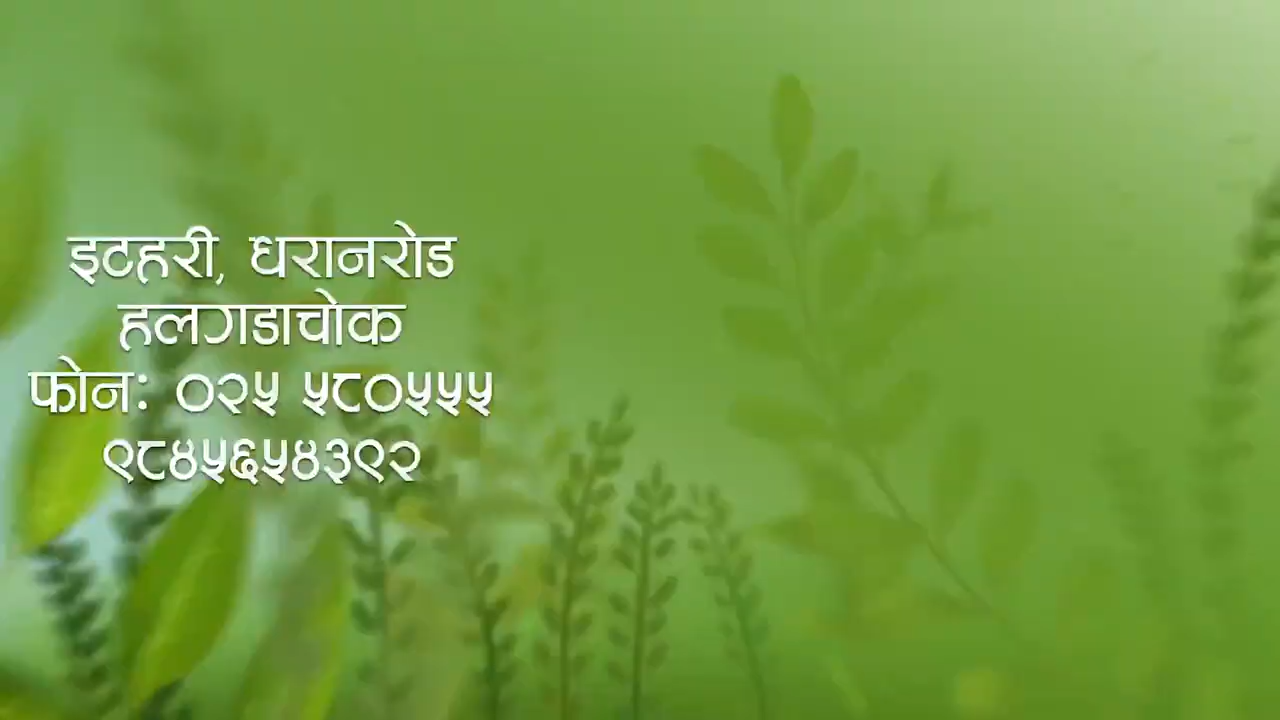 इटहरी, धरानरोड
हलगडाचोक
फोनः ०२५ ५८०५५५
९८४५६५४३९२